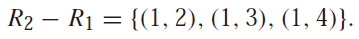 R₂ − R₁ = {(1, 2), (1, 3), (1, 4)}.